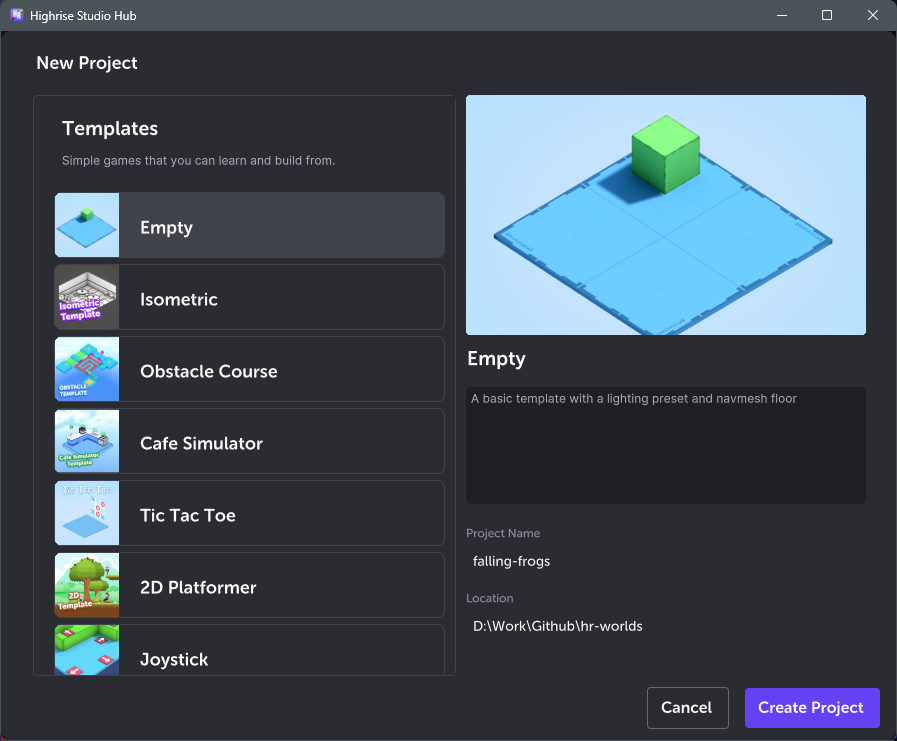 Highrise Studio Hub
New Project
Templates
Simple games that you can learn and build from.
Empty
Isometric
Template
Isometric
OBSTACLE
TEMPLATE
Obstacle Course
Cafe Simulator
Template
Cafe Simulator
Tic Tac Toe
Tic Tac Toe
2D
Template
2D Platformer
Joystick
Empty
A basic template with a lighting preset and navmesh floor
Project Name
falling-frogs
Location
D:\Work\Github\hr-worlds
Cancel
Create Project